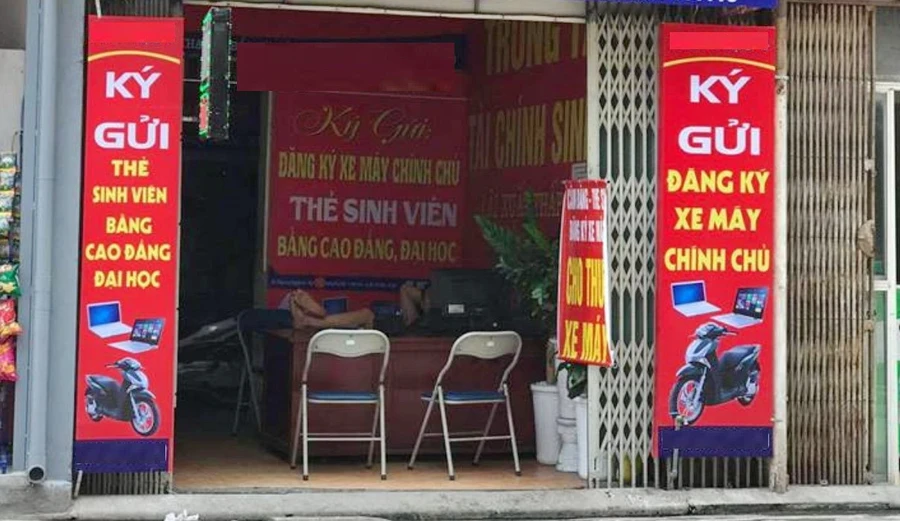 KÝ
GỬI
THẺ
SINH VIÊN
BẰNG
CAO ĐẲNG
ĐẠI HỌC
Ký Gửi:
ĐĂNG KÝ XE MÁY CHÍNH CHỦ
THẺ SINH VIÊN
BẰNG CAO ĐẲNG, ĐẠI HỌC
TRUNG
TÀI CHÍNH SINH
CHO THU
XE MÁY
KÝ
GỬI
ĐĂNG KÝ
XE MÁY
CHÍNH CHỦ